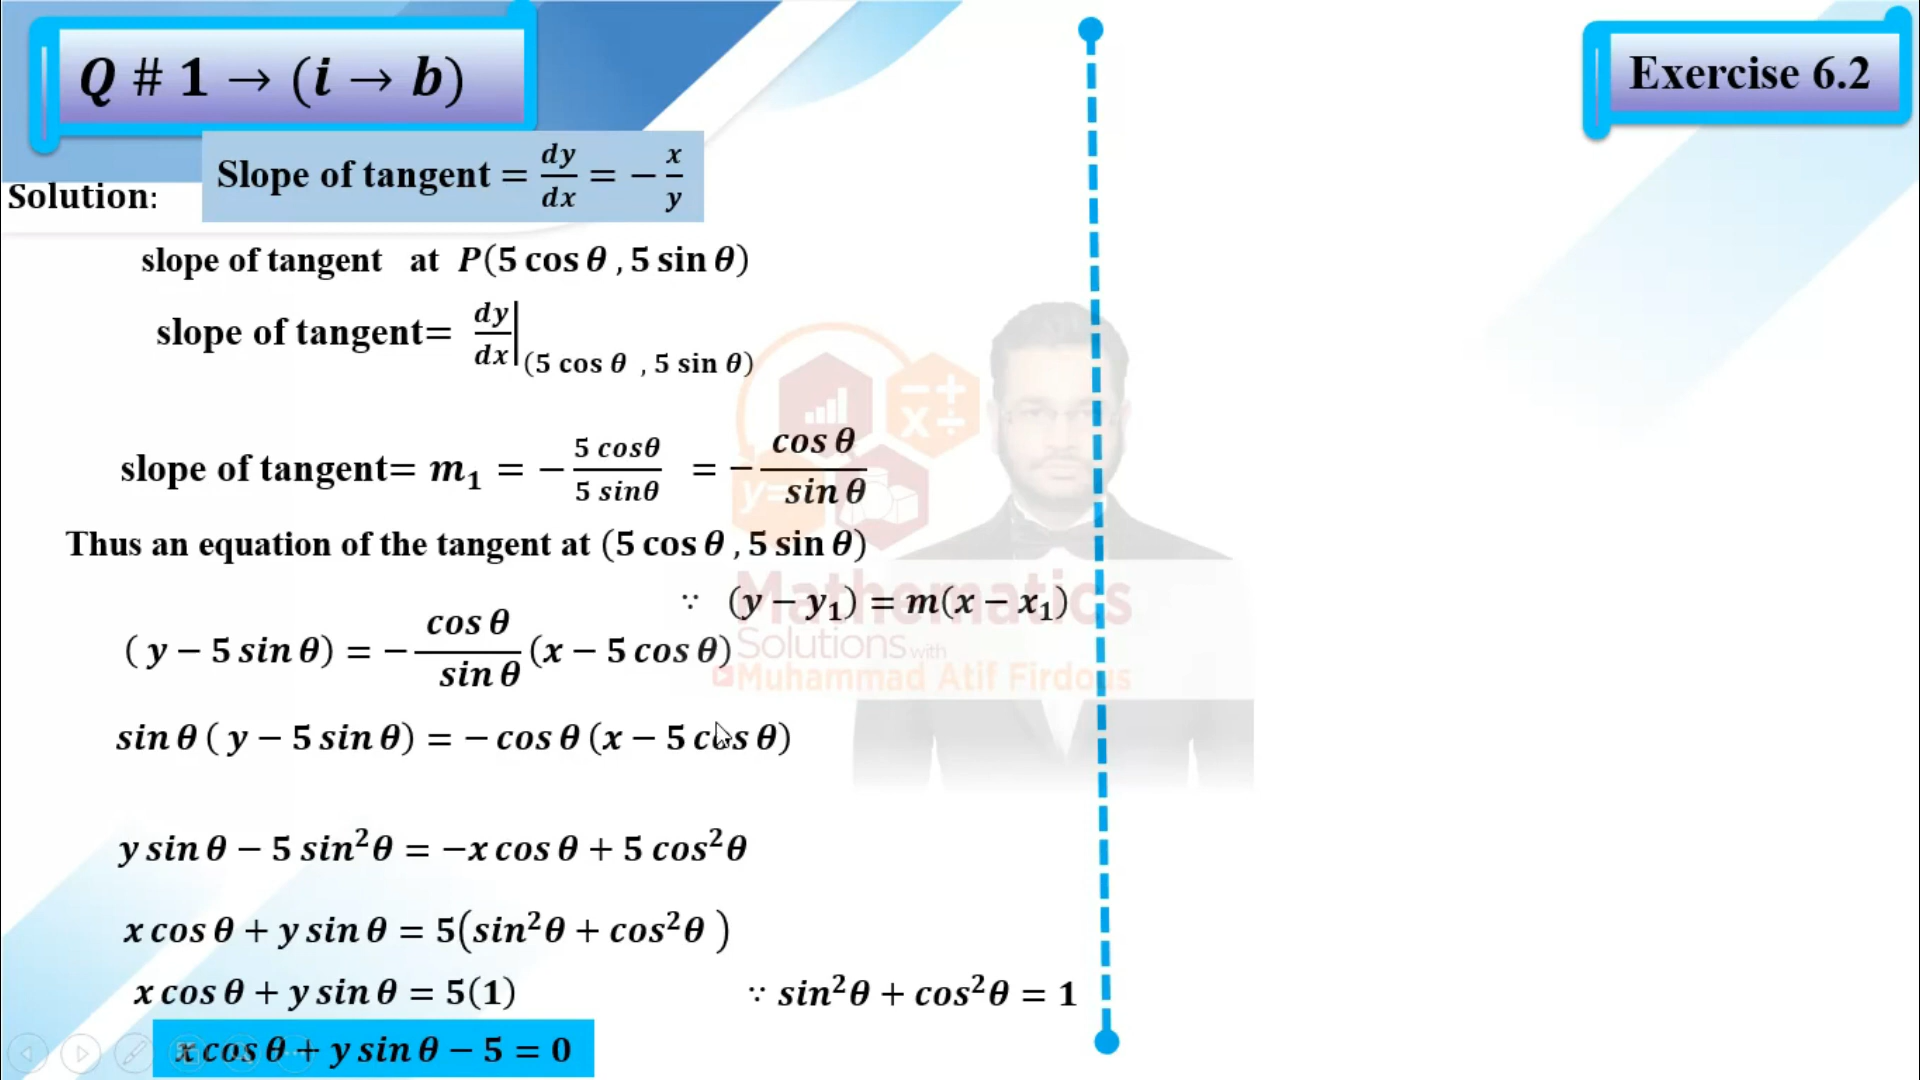 Q # 1 → (i → b)
Exercise 6.2
Slope of tangent = dy/dx = − x/y
Solution:
slope of tangent at P(5 cos θ , 5 sin θ)
slope of tangent= dy/dx|(5 cos θ , 5 sin θ)
slope of tangent= m₁ = − 5 cosθ/5 sinθ = − cos θ/sin θ
Thus an equation of the tangent at (5 cos θ , 5 sin θ)
∵ (y − y₁) = m(x − x₁)
( y − 5 sin θ) = − cos θ/sin θ (x − 5 cos θ)
sin θ ( y − 5 sin θ) = − cos θ (x − 5 cos θ)
y sin θ − 5 sin²θ = −x cos θ + 5 cos²θ
x cos θ + y sin θ = 5(sin²θ + cos²θ )
x cos θ + y sin θ = 5(1)
∵ sin²θ + cos²θ = 1
x cos θ + y sin θ − 5 = 0
Mathematics
Solutions with
Muhammad Atif Firdous